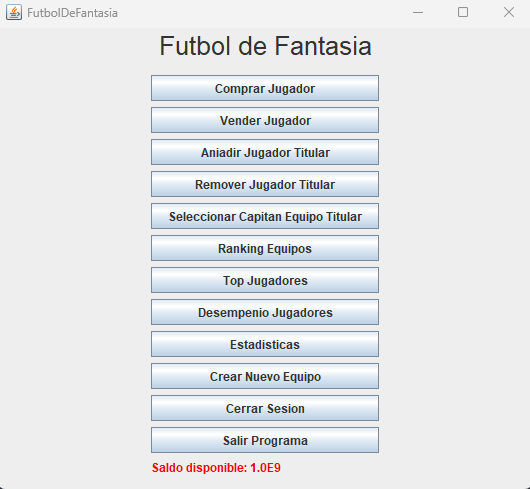 FutbolDeFantasia
Futbol de Fantasia
Comprar Jugador
Vender Jugador
Aniadir Jugador Titular
Remover Jugador Titular
Seleccionar Capitan Equipo Titular
Ranking Equipos
Top Jugadores
Desempenio Jugadores
Estadisticas
Crear Nuevo Equipo
Cerrar Sesion
Salir Programa
Saldo disponible: 1.0E9